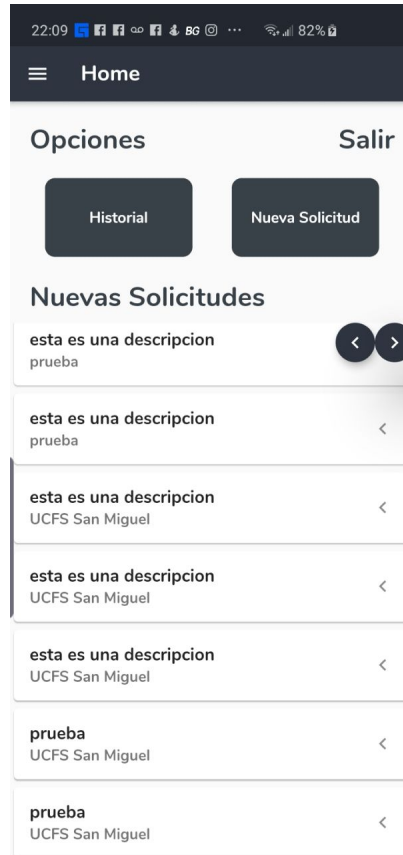 22:09 BG 82%
Home
Opciones Salir
Historial Nueva Solicitud
Nuevas Solicitudes
esta es una descripcion
prueba
esta es una descripcion
prueba
esta es una descripcion
UCFS San Miguel
esta es una descripcion
UCFS San Miguel
esta es una descripcion
UCFS San Miguel
prueba
UCFS San Miguel
prueba
UCFS San Miguel